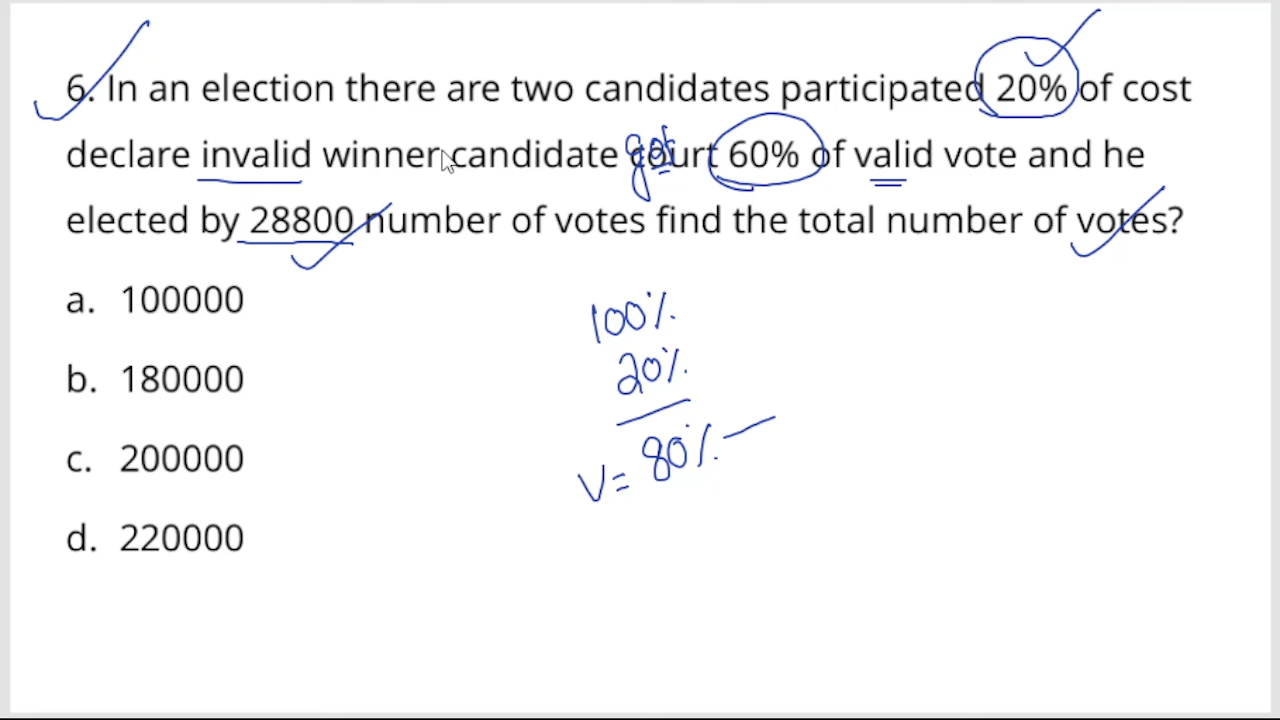 6. In an election there are two candidates participated 20% of cost
declare invalid winner candidate got 60% of valid vote and he
elected by 28800 number of votes find the total number of votes?
a. 100000
b. 180000
c. 200000
d. 220000
100%
20%
V= 80%